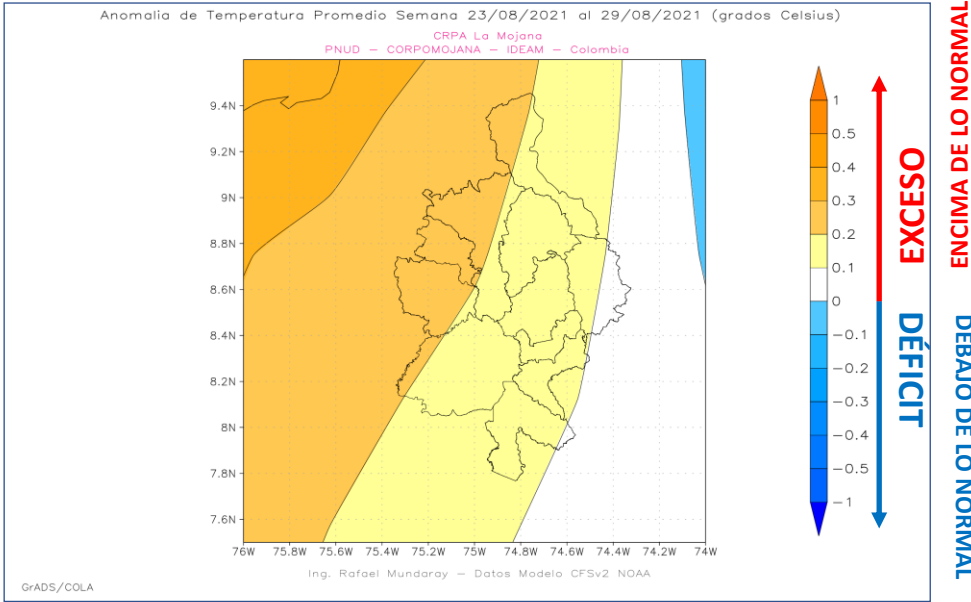 Anomalia de Temperatura Promedio Semana 23/08/2021 al 29/08/2021 (grados Celsius)
CRPA La Mojana
PNUD – CORPOMOJANA – IDEAM – Colombia
9.4N
9.2N
9N
8.8N
8.6N
8.4N
8.2N
8N
7.8N
7.6N
76W
75.8W
75.6W
75.4W
75.2W
75W
74.8W
74.6W
74.4W
74.2W
74W
1
0.5
0.4
0.3
0.2
0.1
0
−0.1
−0.2
−0.3
−0.4
−0.5
−1
EXCESO
DÉFICIT
ENCIMA DE LO NORMAL
DEBAJO DE LO NORMAL
Ing. Rafael Mundaray – Datos Modelo CFSv2 NOAA
GrADS/COLA